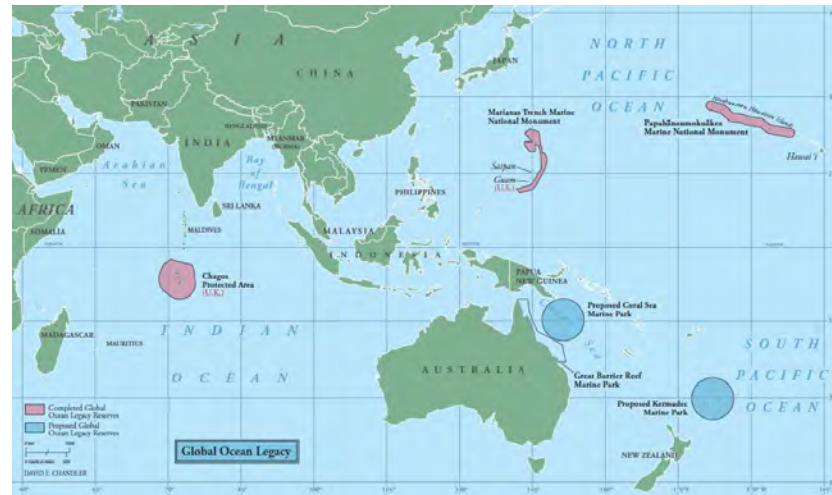 A S I A
NORTH
PACIFIC
OCEAN
JAPAN
CHINA
PAKISTAN
Marianas Trench Marine
National Monument
Northwestern Hawaiian Islands
Marine National Monument
Hawai'i
OMAN
INDIA
BANGLADESH
MYANMAR
(BURMA)
YEMEN
Arabian
Sea
Bay
of
Bengal
Saipan
Guam
(U.K.)
PHILIPPINES
AFRICA
SOMALIA
SRI LANKA
MALDIVES
MALAYSIA
I N D O N E S I A
PAPUA
NEW GUINEA
Chagos
Protected Area
(U.K.)
Proposed Coral Sea
Marine Park
MADAGASCAR
MAURITIUS
I N D I A N
O C E A N
AUSTRALIA
Great Barrier Reef
Marine Park
SOUTH
PACIFIC
OCEAN
Proposed Kermadec
Marine Park
Completed Global
Ocean Legacy Reserves
Proposed Global
Ocean Legacy Reserves
Global Ocean Legacy
NEW ZEALAND
DAVID E. CHANDLER